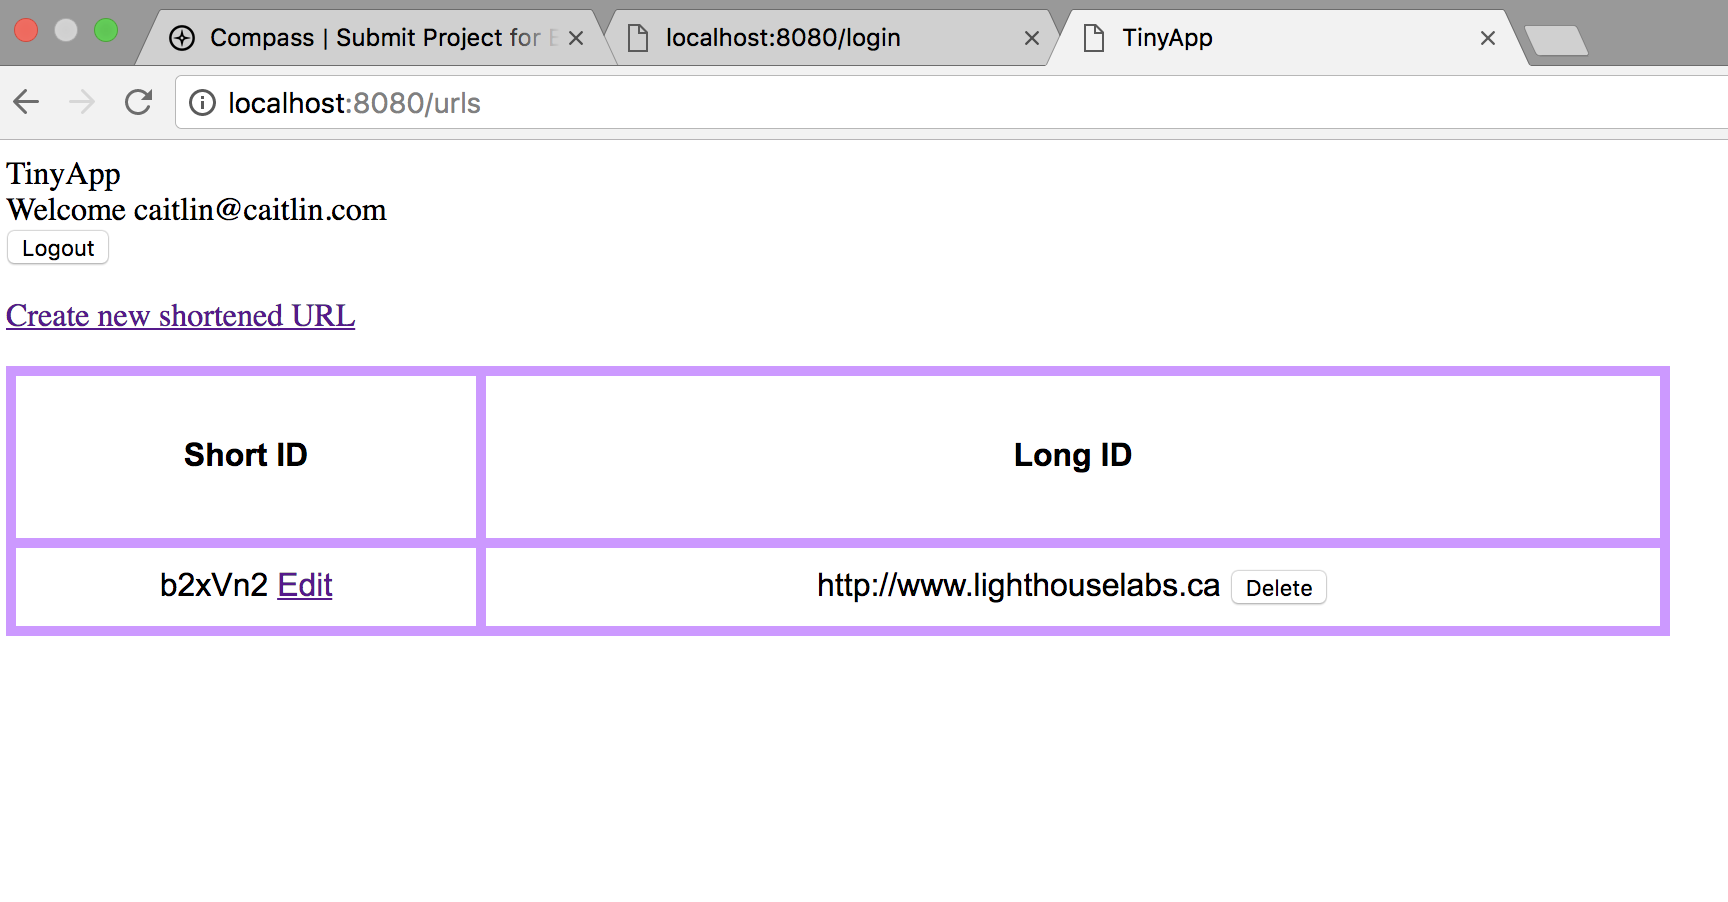 Compass | Submit Project for E
localhost:8080/login
TinyApp
localhost:8080/urls
TinyApp
Welcome caitlin@caitlin.com
Logout
Create new shortened URL
Short ID
Long ID
b2xVn2 Edit
http://www.lighthouselabs.ca Delete